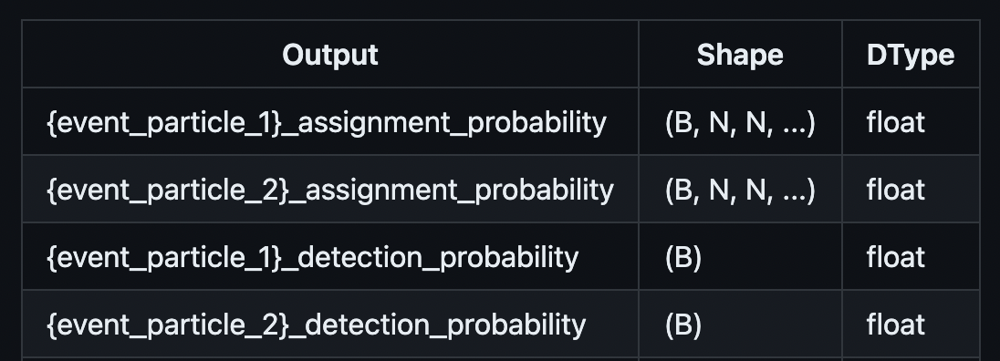 Output Shape DType
{event_particle_1}_assignment_probability (B, N, N, ...) float
{event_particle_2}_assignment_probability (B, N, N, ...) float
{event_particle_1}_detection_probability (B) float
{event_particle_2}_detection_probability (B) float